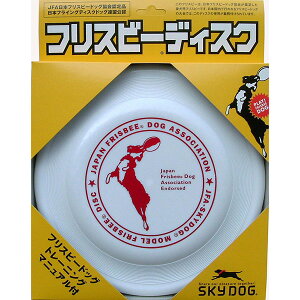 JFA日本フリスビードッグ協会認定品
日本フライングディスクドッグ連盟公認
フリスビーディスク
PLAY!
DOG!
JAPAN FRISBEE® DOG ASSOCIATION
Japan
Frisbee Dog
Association
Endorsed
★ JFA-SKYDOG® MODEL FRISBEE® DISC ★
フリスビードッグ
トレーニング
マニュアル付
SKYDOG